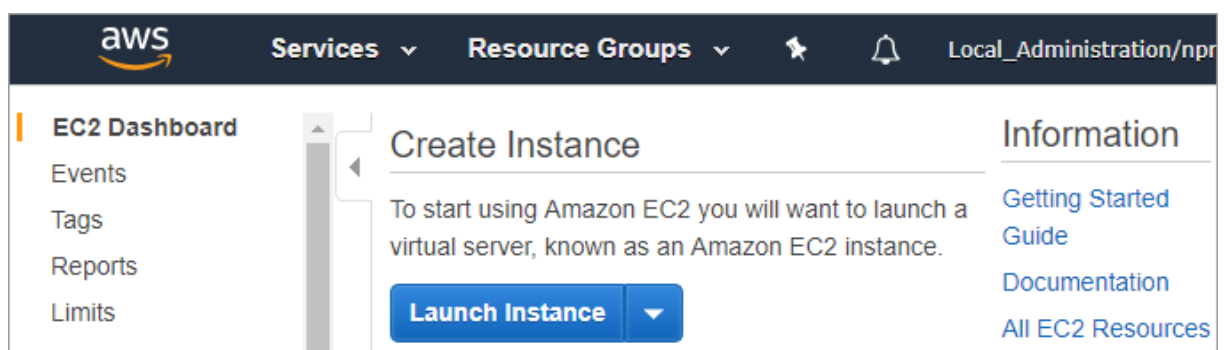 aws
Services
Resource Groups
Local_Administration/npr
EC2 Dashboard
Events
Tags
Reports
Limits
Create Instance
To start using Amazon EC2 you will want to launch a
virtual server, known as an Amazon EC2 instance.
Launch Instance
Information
Getting Started
Guide
Documentation
All EC2 Resources